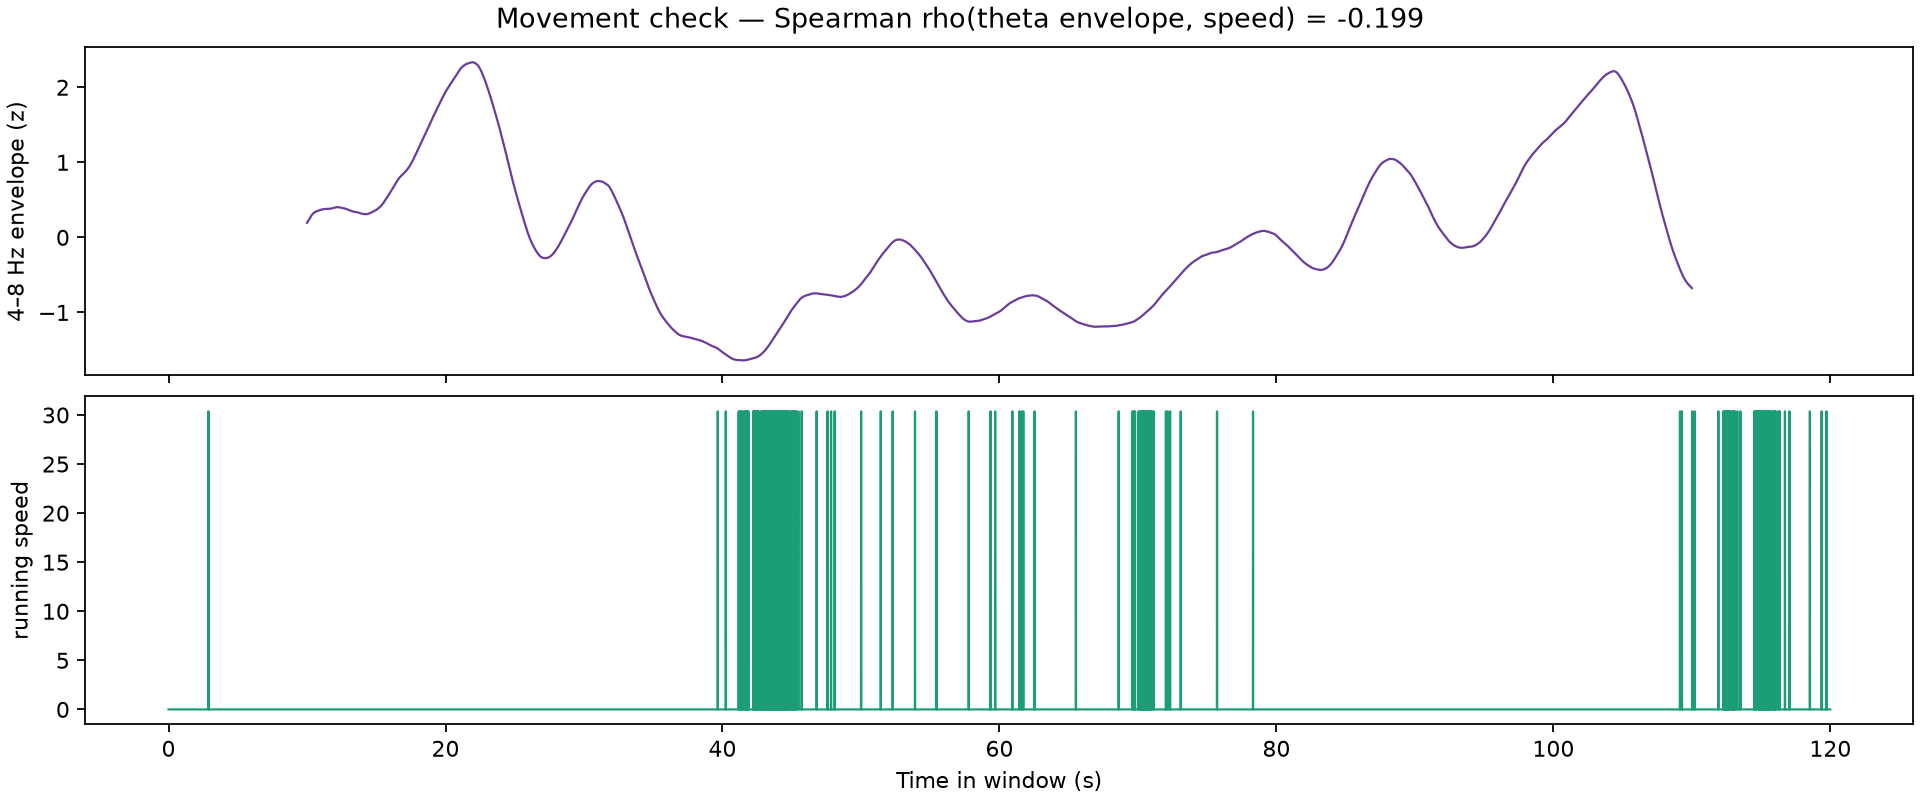 Movement check — Spearman rho(theta envelope, speed) = -0.199
4–8 Hz envelope (z)
2
1
0
−1
running speed
30
25
20
15
10
5
0
0 20 40 60 80 100 120
Time in window (s)